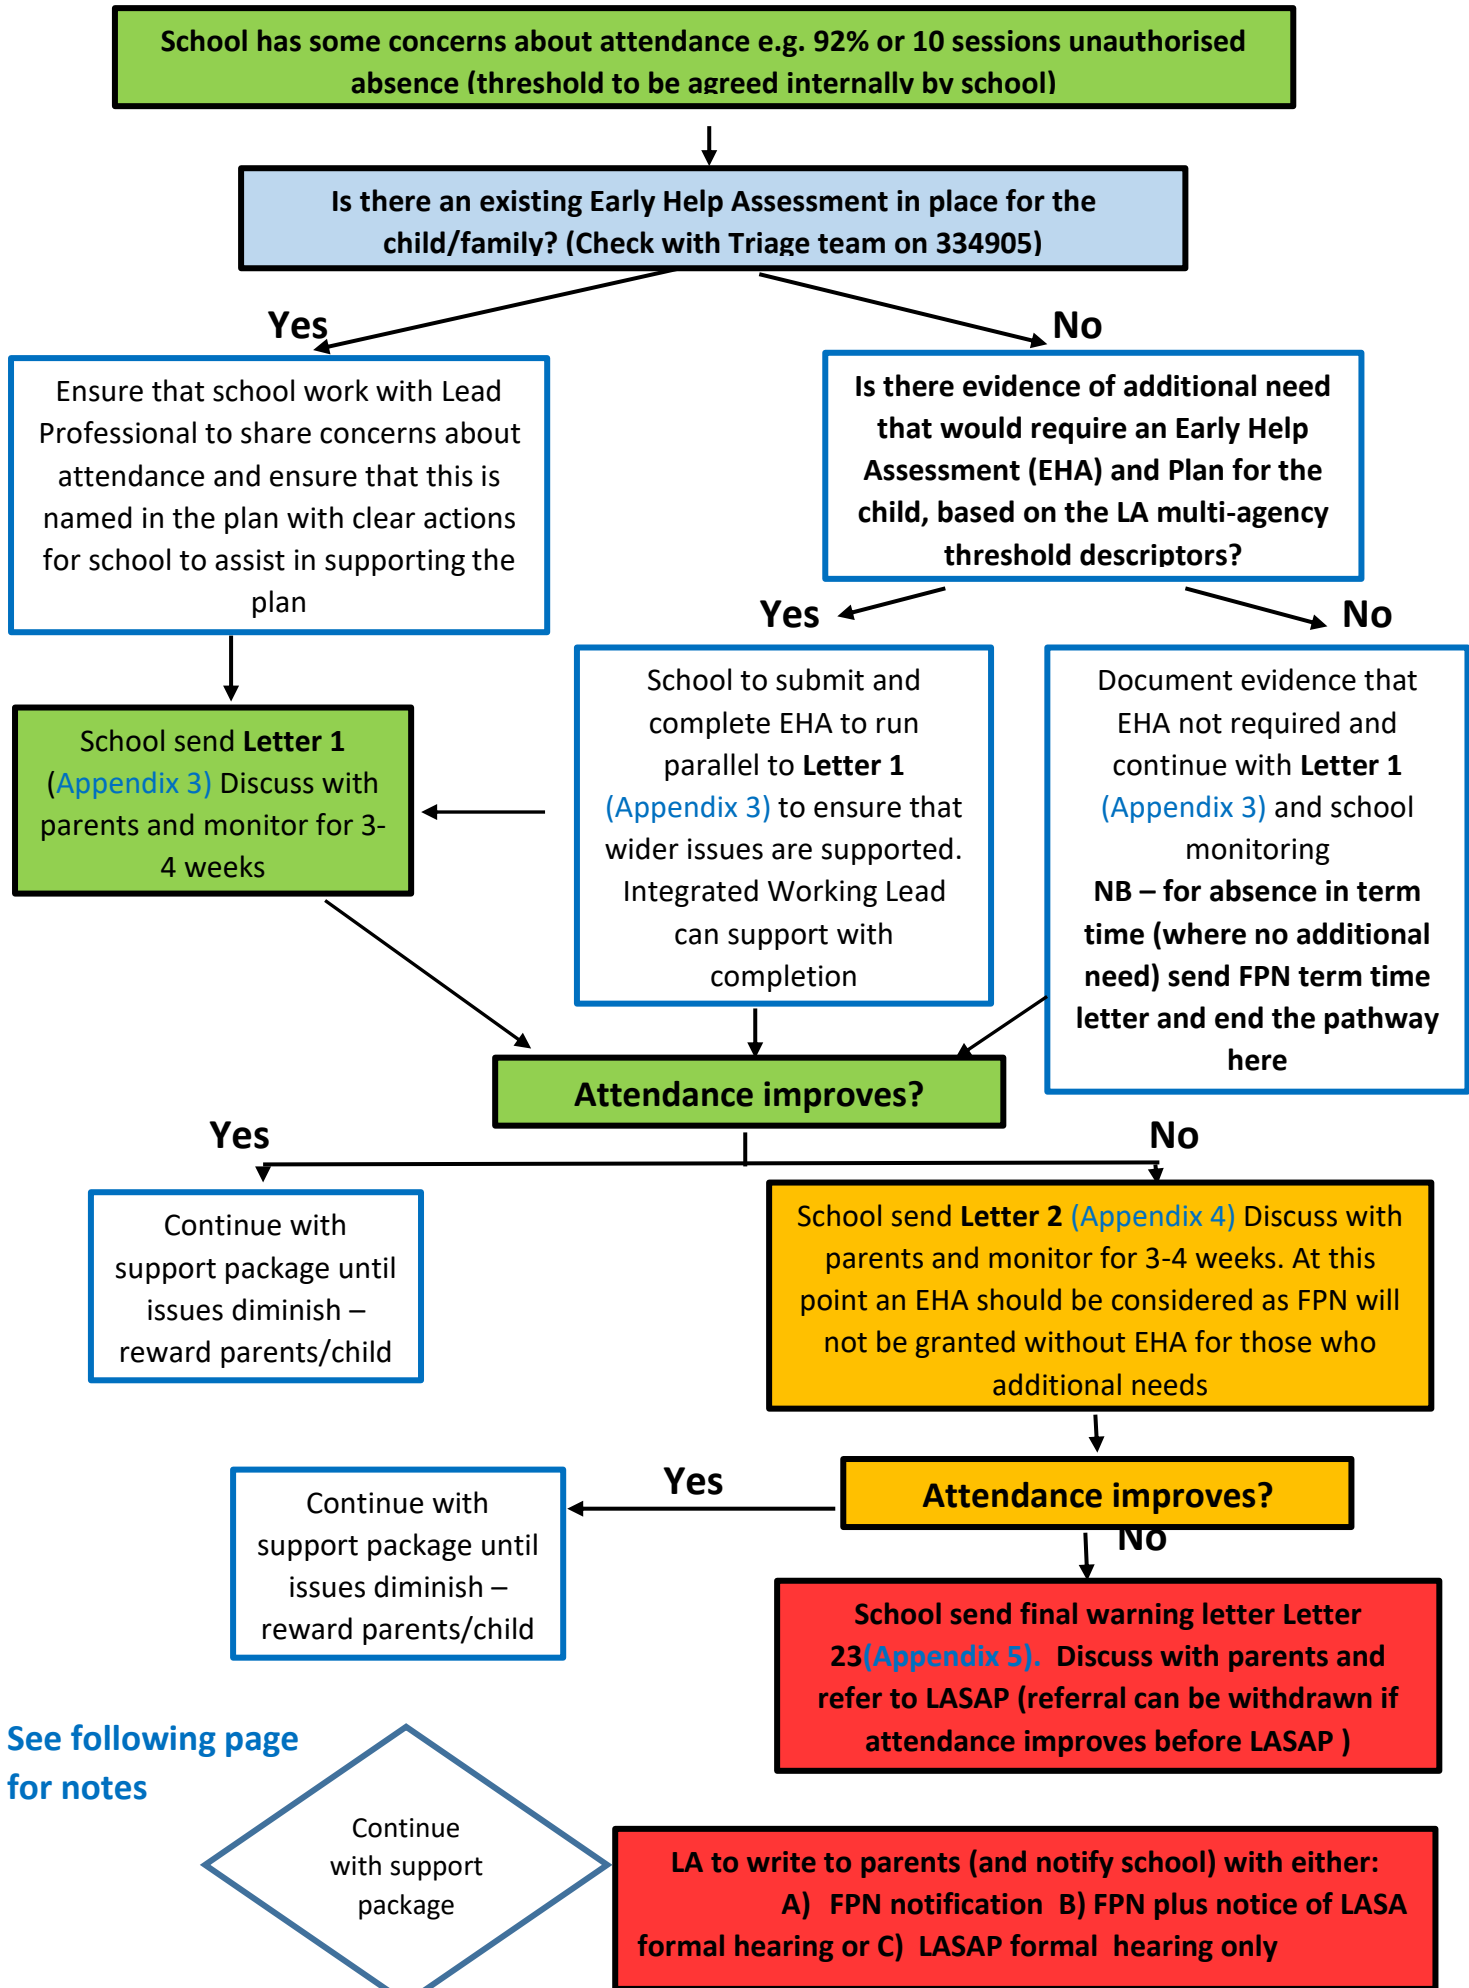 School has some concerns about attendance e.g. 92% or 10 sessions unauthorised
absence (threshold to be agreed internally by school)
Is there an existing Early Help Assessment in place for the
child/family? (Check with Triage team on 334905)
Yes
No
Ensure that school work with Lead
Professional to share concerns about
attendance and ensure that this is
named in the plan with clear actions
for school to assist in supporting the
plan
Is there evidence of additional need
that would require an Early Help
Assessment (EHA) and Plan for the
child, based on the LA multi-agency
threshold descriptors?
Yes
No
School send Letter 1
(Appendix 3) Discuss with
parents and monitor for 3-
4 weeks
School to submit and
complete EHA to run
parallel to Letter 1
(Appendix 3) to ensure that
wider issues are supported.
Integrated Working Lead
can support with
completion
Document evidence that
EHA not required and
continue with Letter 1
(Appendix 3) and school
monitoring
NB – for absence in term
time (where no additional
need) send FPN term time
letter and end the pathway
here
Attendance improves?
Yes
No
Continue with
support package until
issues diminish –
reward parents/child
School send Letter 2 (Appendix 4) Discuss with
parents and monitor for 3-4 weeks. At this
point an EHA should be considered as FPN will
not be granted without EHA for those who
additional needs
Yes
Attendance improves?
No
Continue with
support package until
issues diminish –
reward parents/child
School send final warning letter Letter
23(Appendix 5). Discuss with parents and
refer to LASAP (referral can be withdrawn if
attendance improves before LASAP )
See following page
for notes
Continue
with support
package
LA to write to parents (and notify school) with either:
A) FPN notification B) FPN plus notice of LASA
formal hearing or C) LASAP formal hearing only